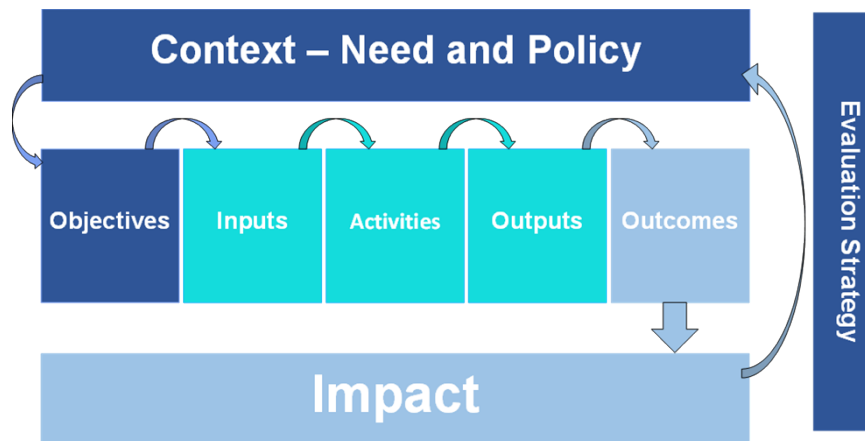 Context – Need and Policy
Objectives
Inputs
Activities
Outputs
Outcomes
Impact
Evaluation Strategy